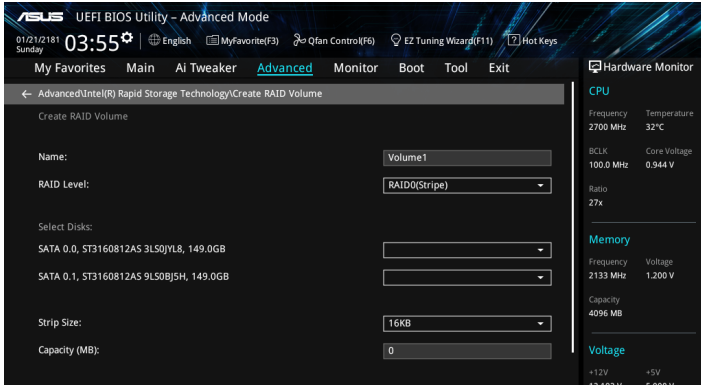 ASUS UEFI BIOS Utility – Advanced Mode
01/21/2181 Sunday 03:55 English MyFavorite(F3) Qfan Control(F6) EZ Tuning Wizard(F11) ? Hot Keys
My Favorites Main Ai Tweaker Advanced Monitor Boot Tool Exit
← Advanced\Intel(R) Rapid Storage Technology\Create RAID Volume
Create RAID Volume
Name: Volume1
RAID Level: RAID0(Stripe)
Select Disks:
SATA 0.0, ST3160812AS 3LS0JYL8, 149.0GB
SATA 0.1, ST3160812AS 9LS0BJ5H, 149.0GB
Strip Size: 16KB
Capacity (MB): 0
Hardware Monitor
CPU
Frequency Temperature
2700 MHz 32°C
BCLK Core Voltage
100.0 MHz 0.944 V
Ratio
27x
Memory
Frequency Voltage
2133 MHz 1.200 V
Capacity
4096 MB
Voltage
+12V +5V